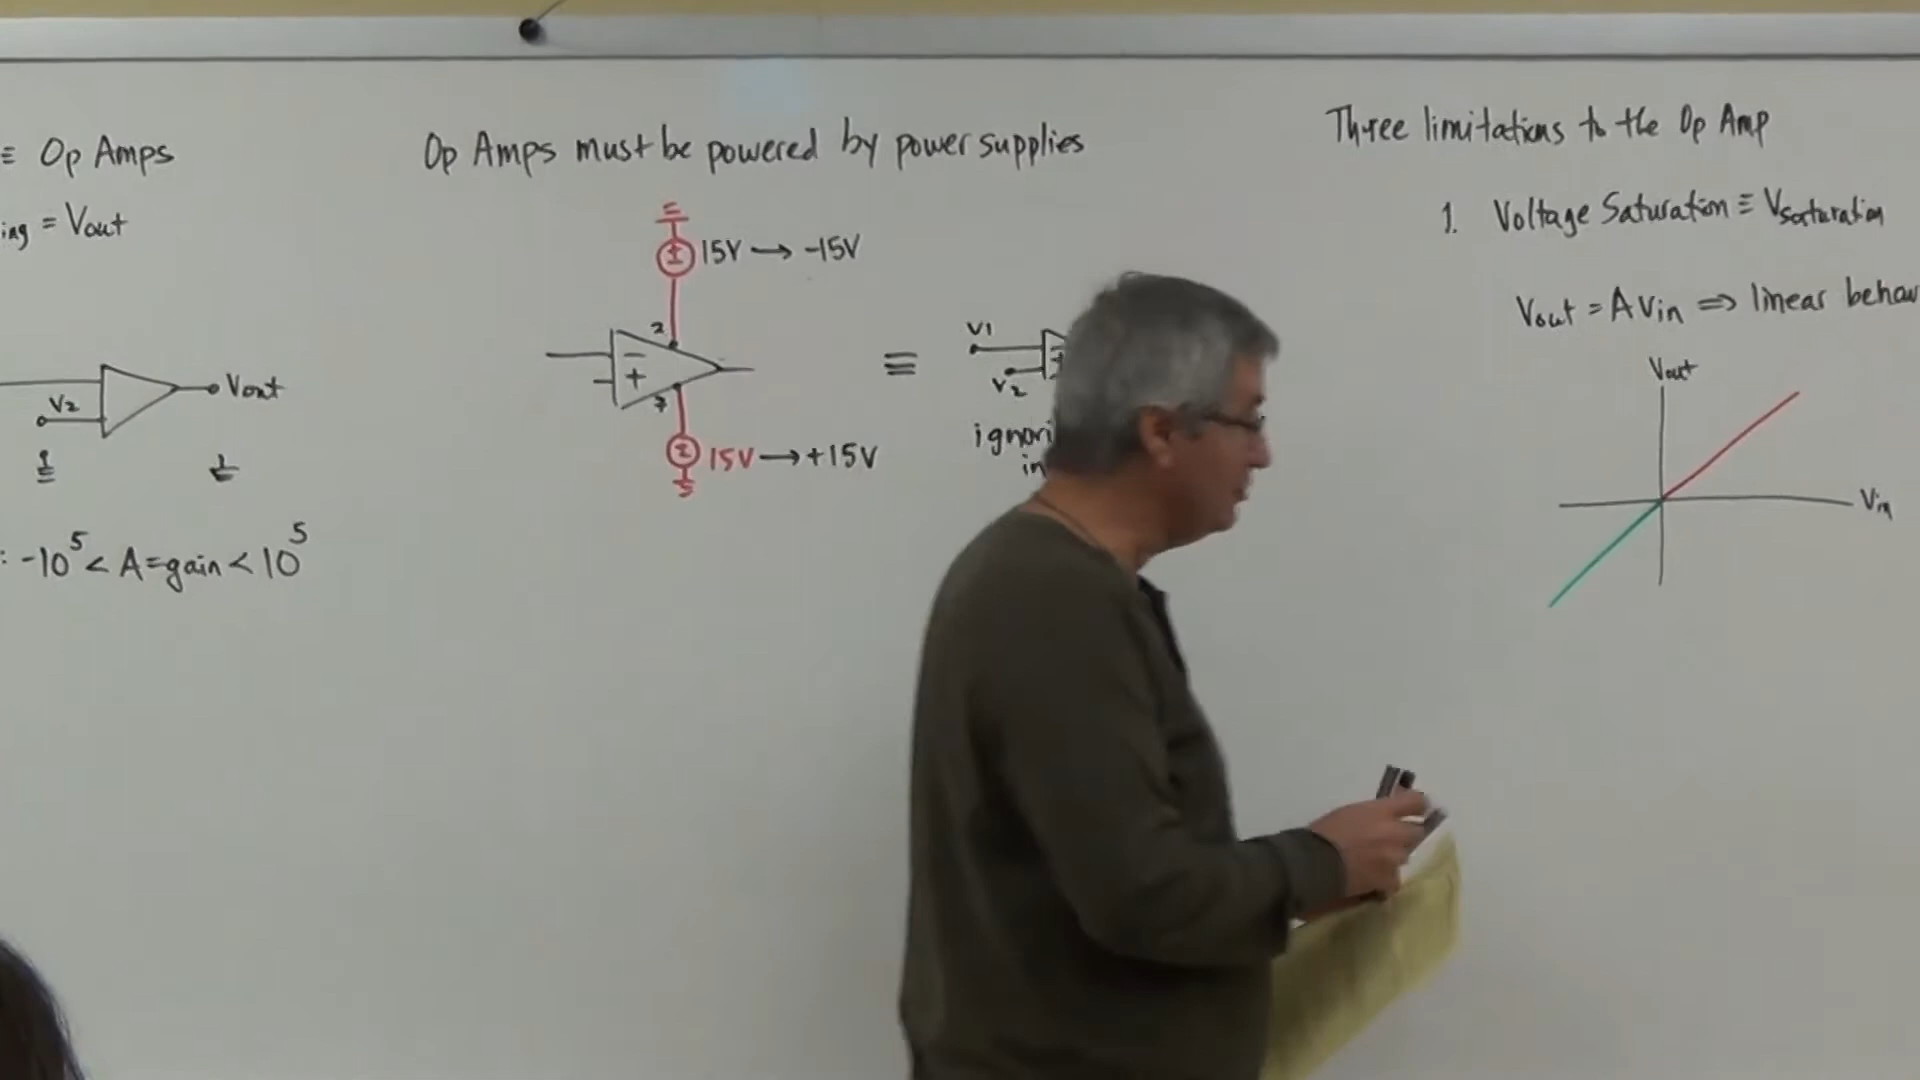 ≡ Op Amps
ing = Vout
V2
Vout
: -10^5 < A=gain < 10^5
Op Amps must be powered by power supplies
15V → -15V
2
-
+
15V → +15V
≡
V1
V2
ignori
in
Three limitations to the Op Amp
1. Voltage Saturation ≡ Vsaturation
Vout = A Vin ⇒ linear behav
Vout
Vin